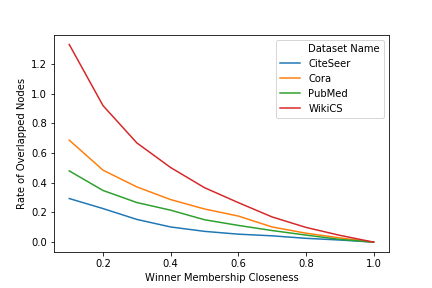 Rate of Overlapped Nodes
1.2
1.0
0.8
0.6
0.4
0.2
0.0
Dataset Name
CiteSeer
Cora
PubMed
WikiCS
0.2
0.4
0.6
0.8
1.0
Winner Membership Closeness